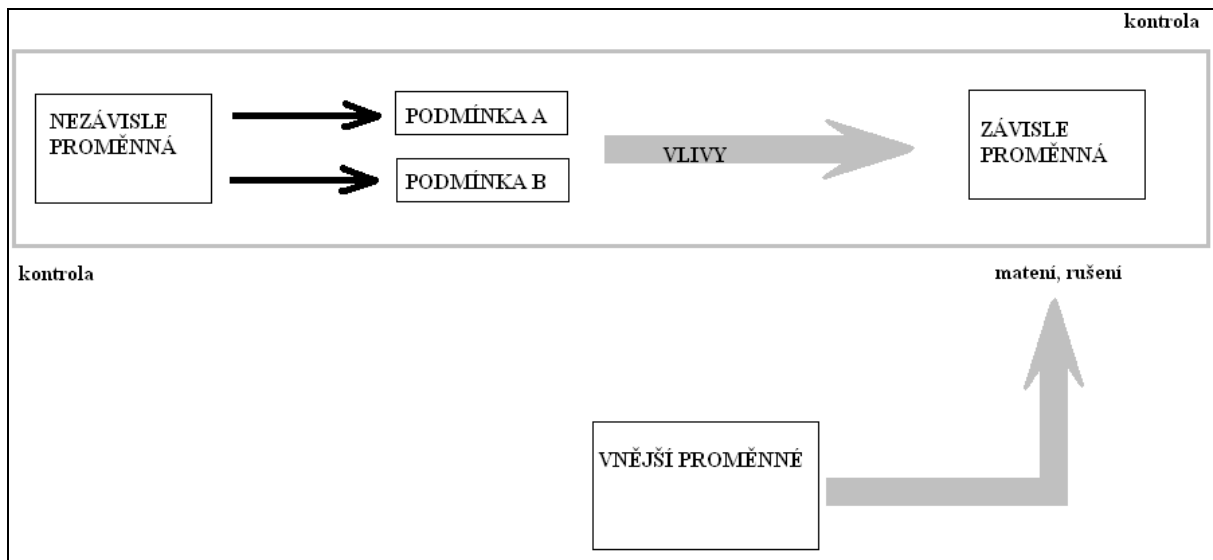 kontrola
NEZÁVISLE
PROMĚNNÁ
PODMÍNKA A
PODMÍNKA B
VLIVY
ZÁVISLE
PROMĚNNÁ
kontrola
matení, rušení
VNĚJŠÍ PROMĚNNÉ